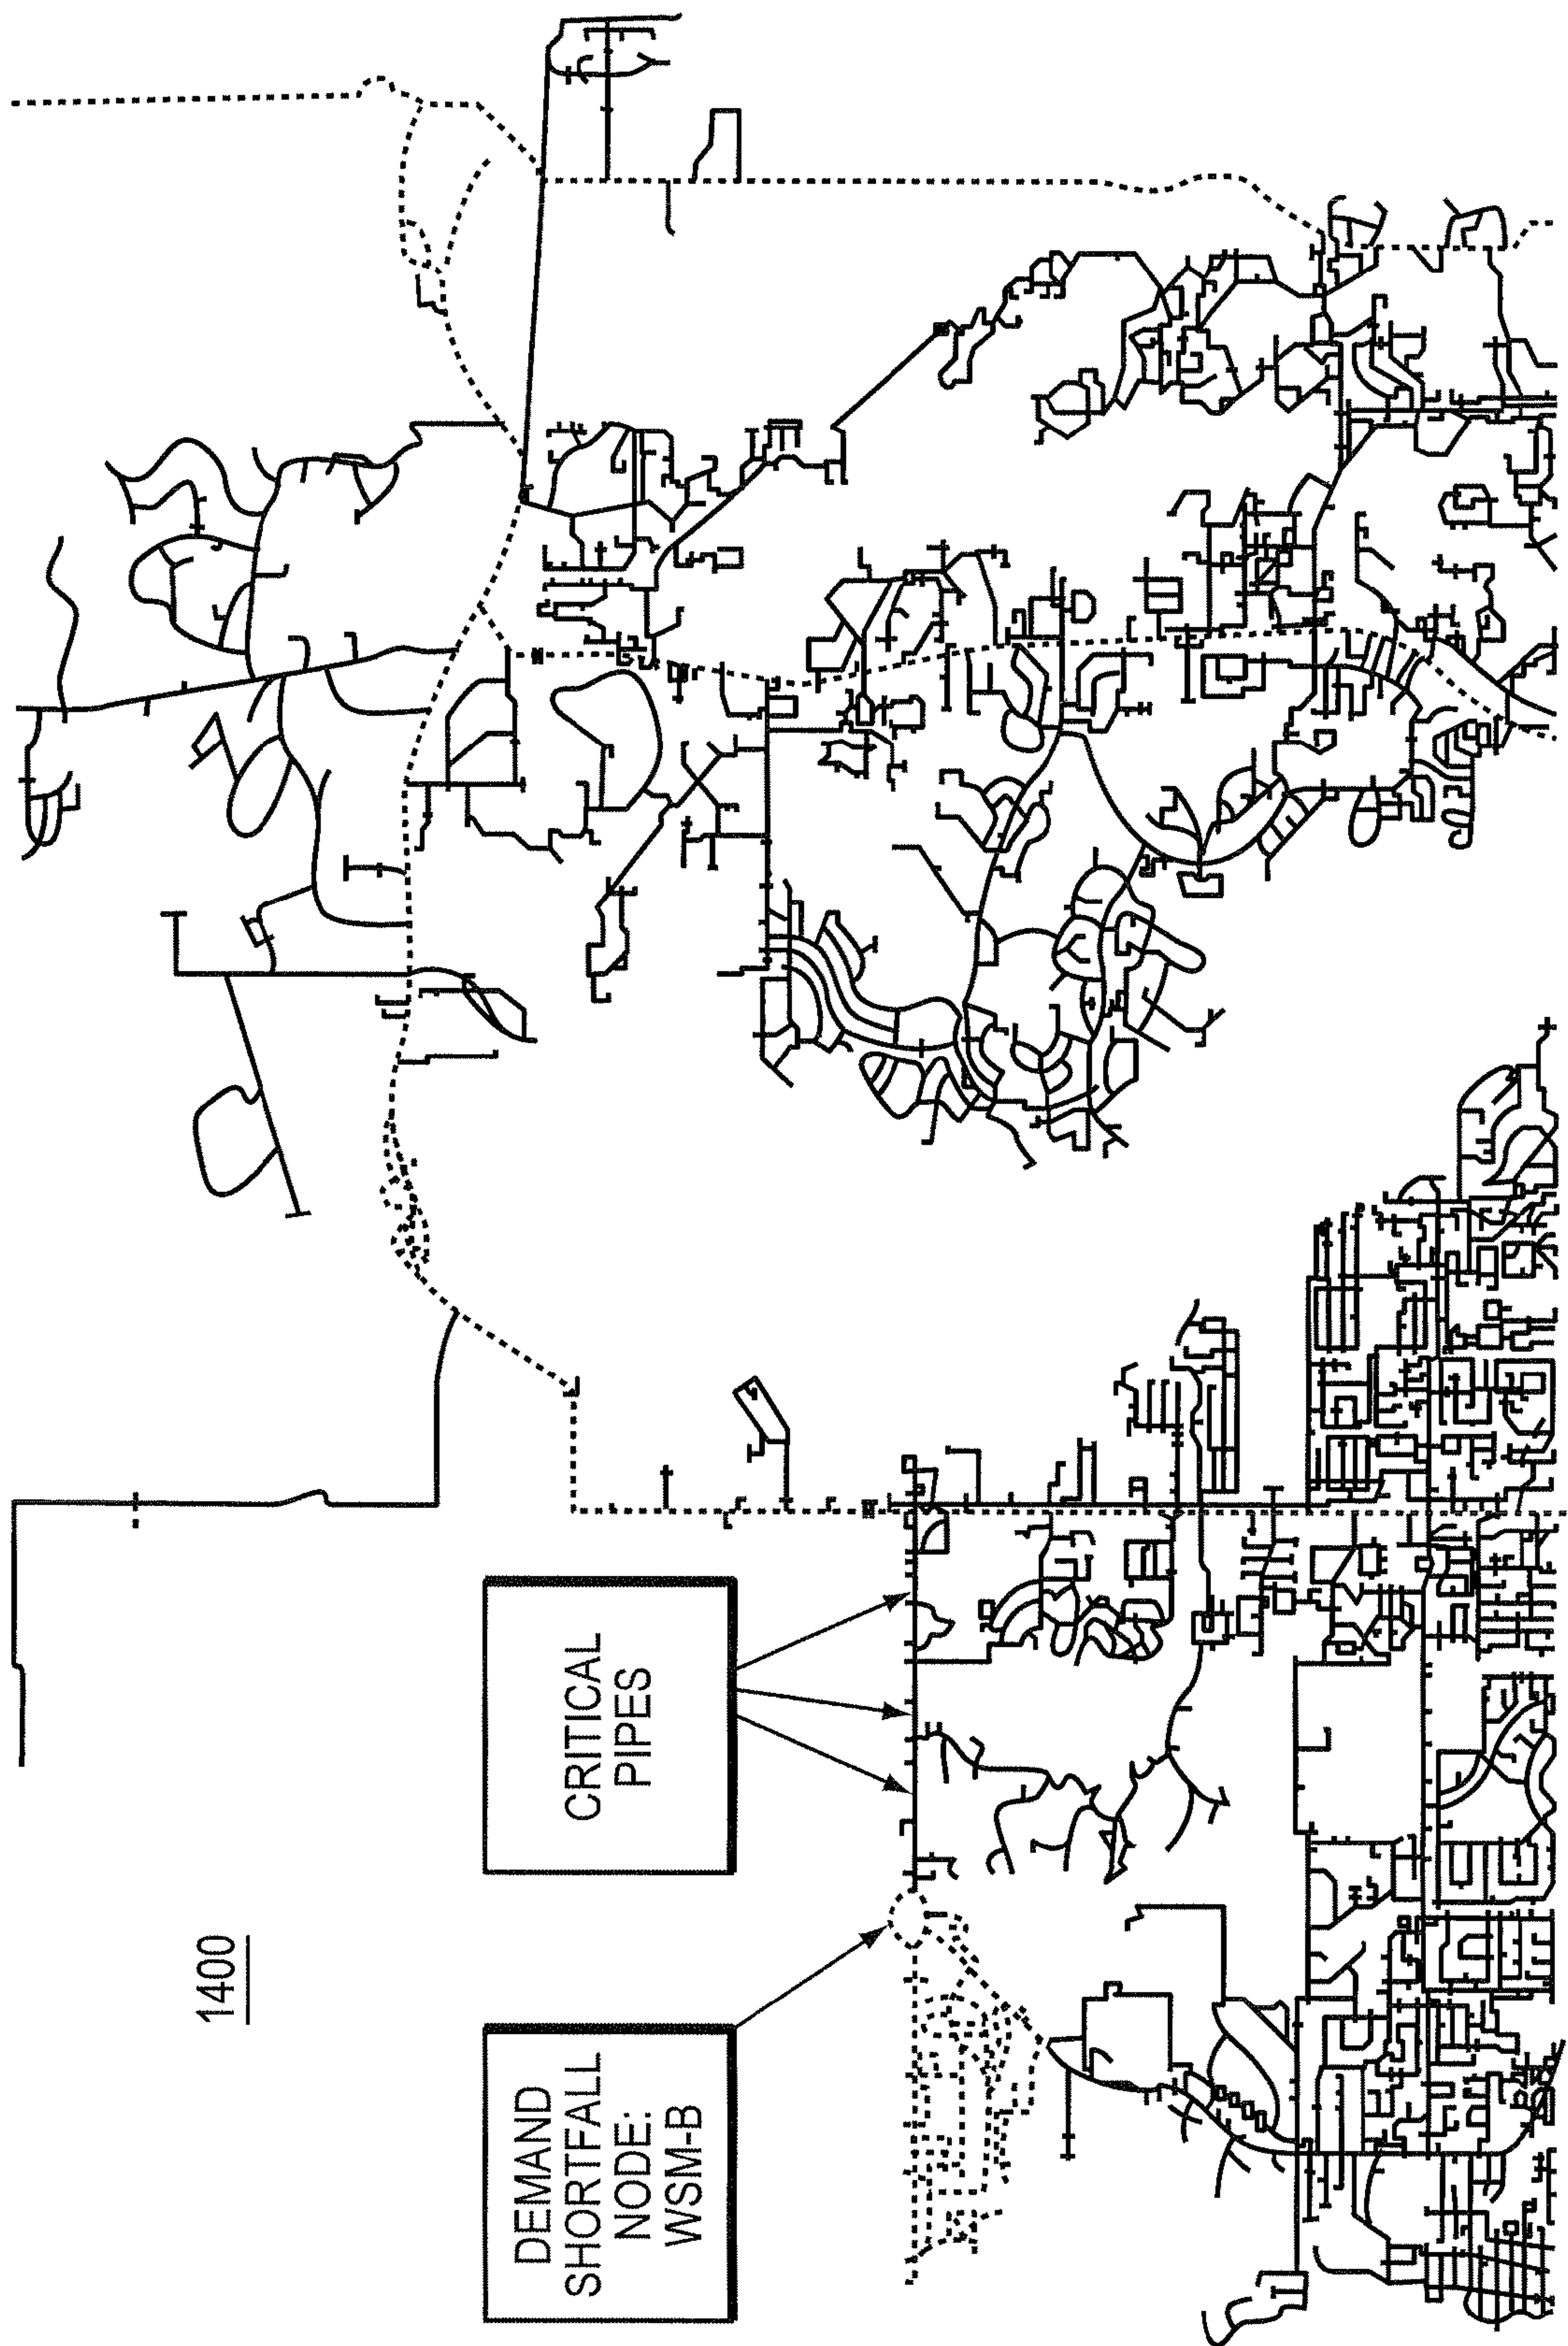 1400
DEMAND
SHORTFALL
NODE:
WSM-B
CRITICAL
PIPES